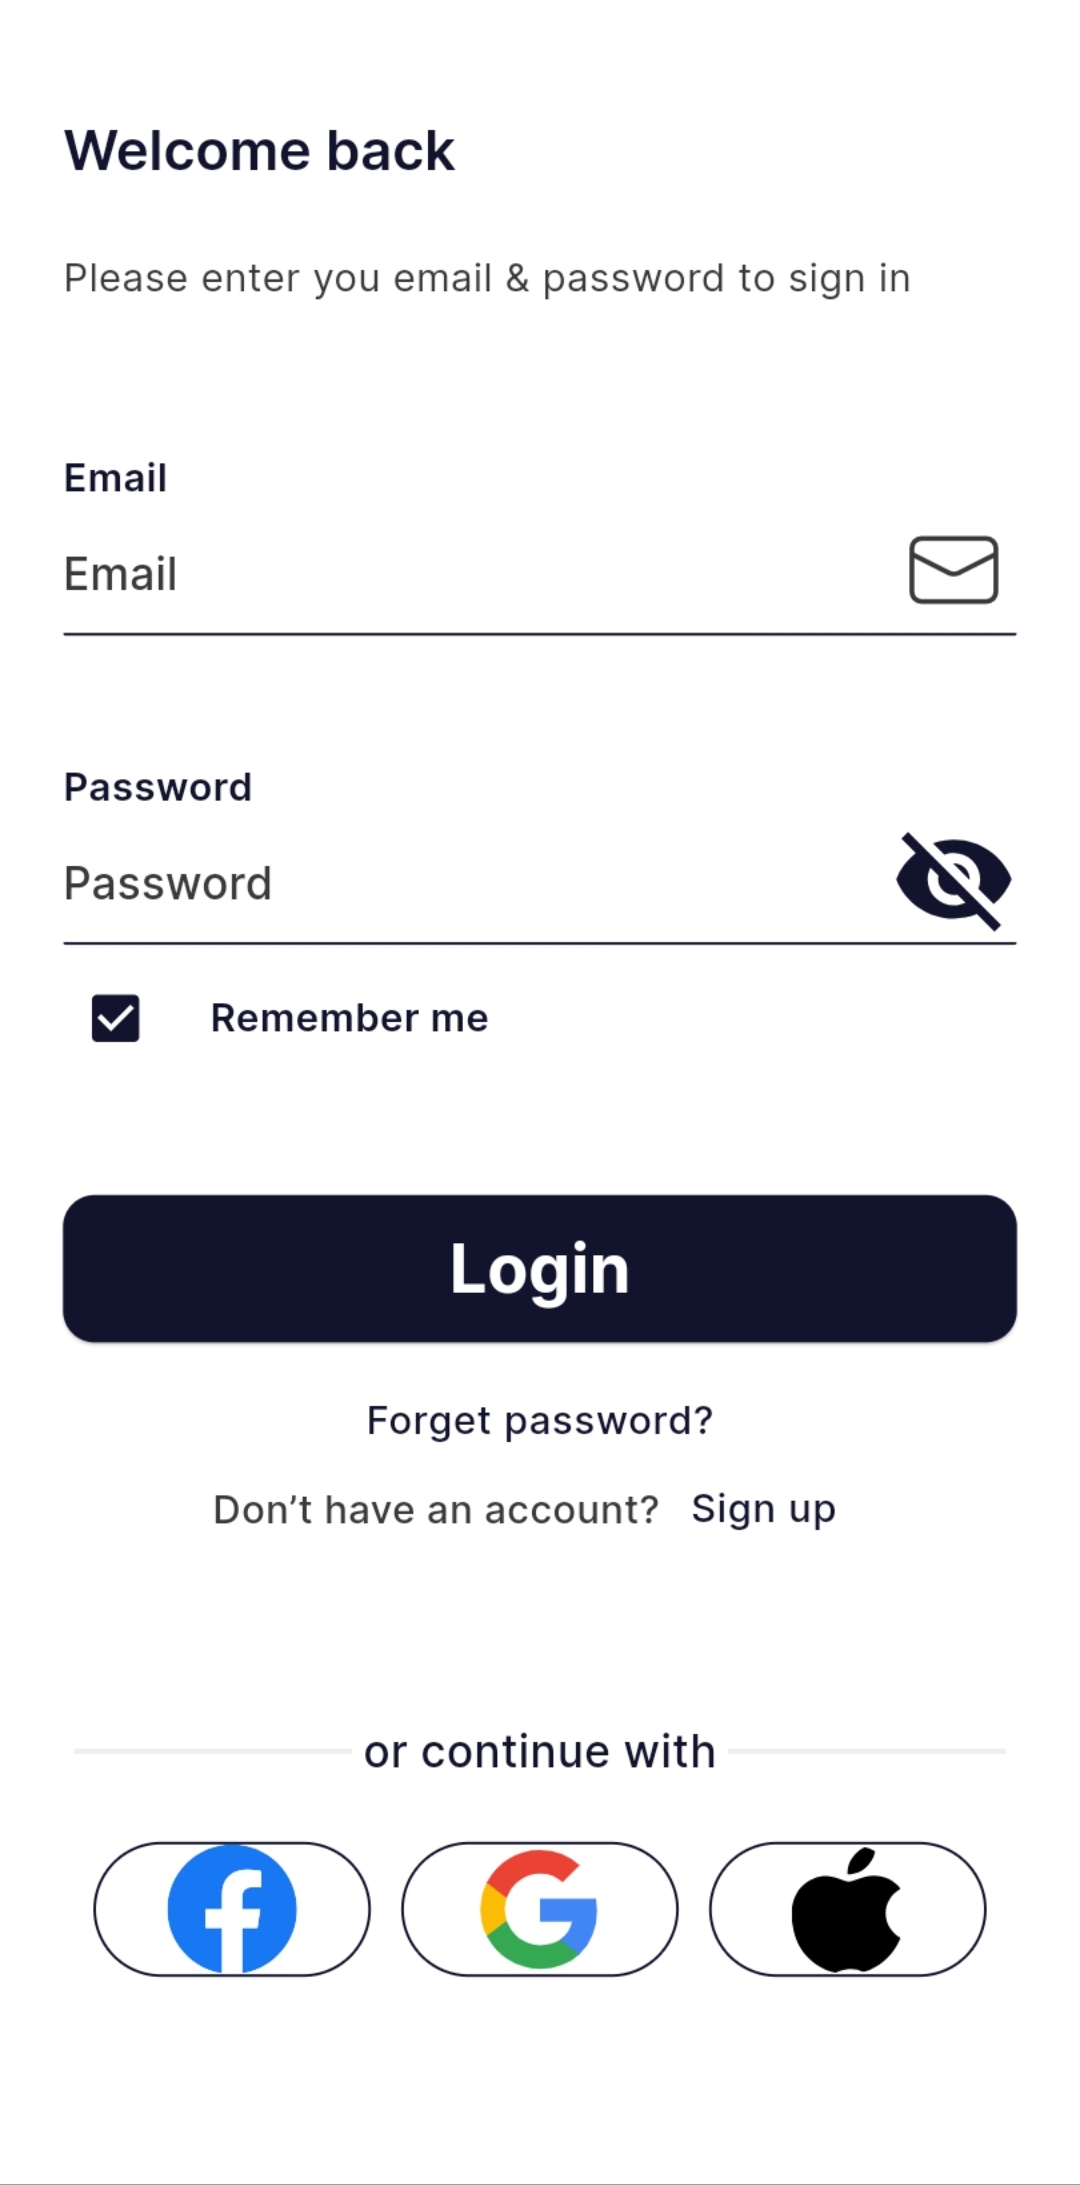 Welcome back
Please enter you email & password to sign in
Email
Email
Password
Password
Remember me
Login
Forget password?
Don’t have an account? Sign up
or continue with